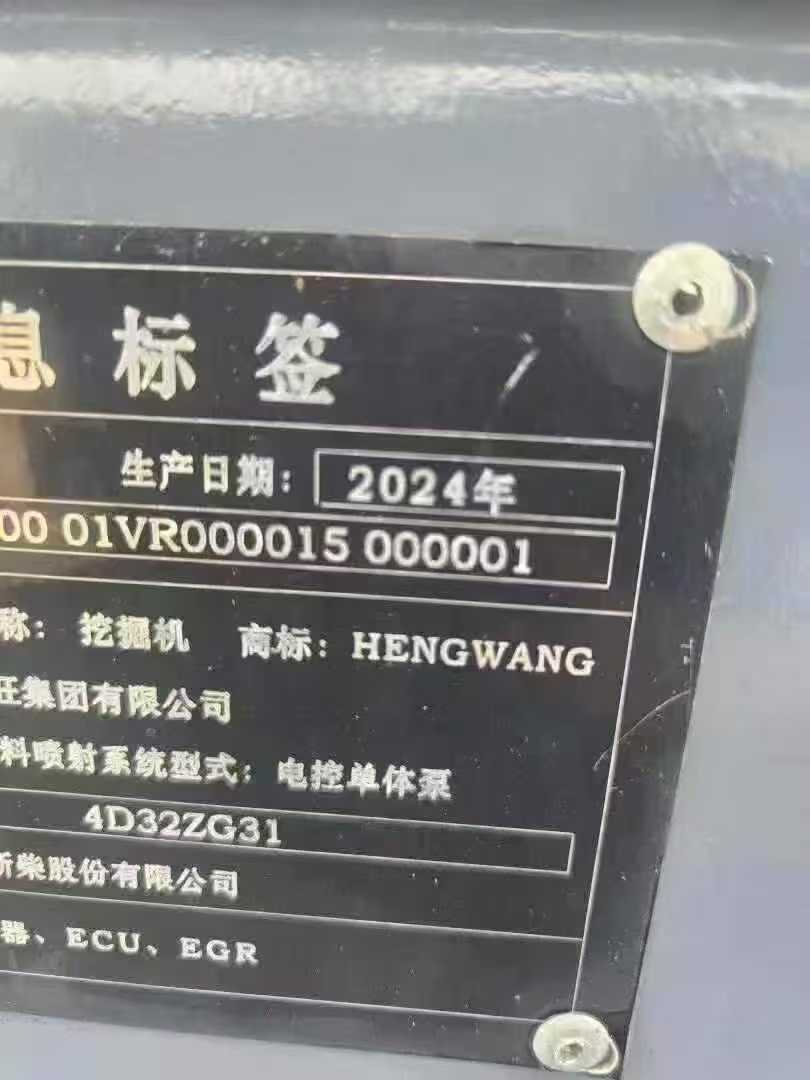 息标签
生产日期: 2024年
00 01VR000015 000001
称: 挖掘机 商标: HENGWANG
旺集团有限公司
料喷射系统型式: 电控单体泵
4D32ZG31
新柴股份有限公司
器、ECU、EGR